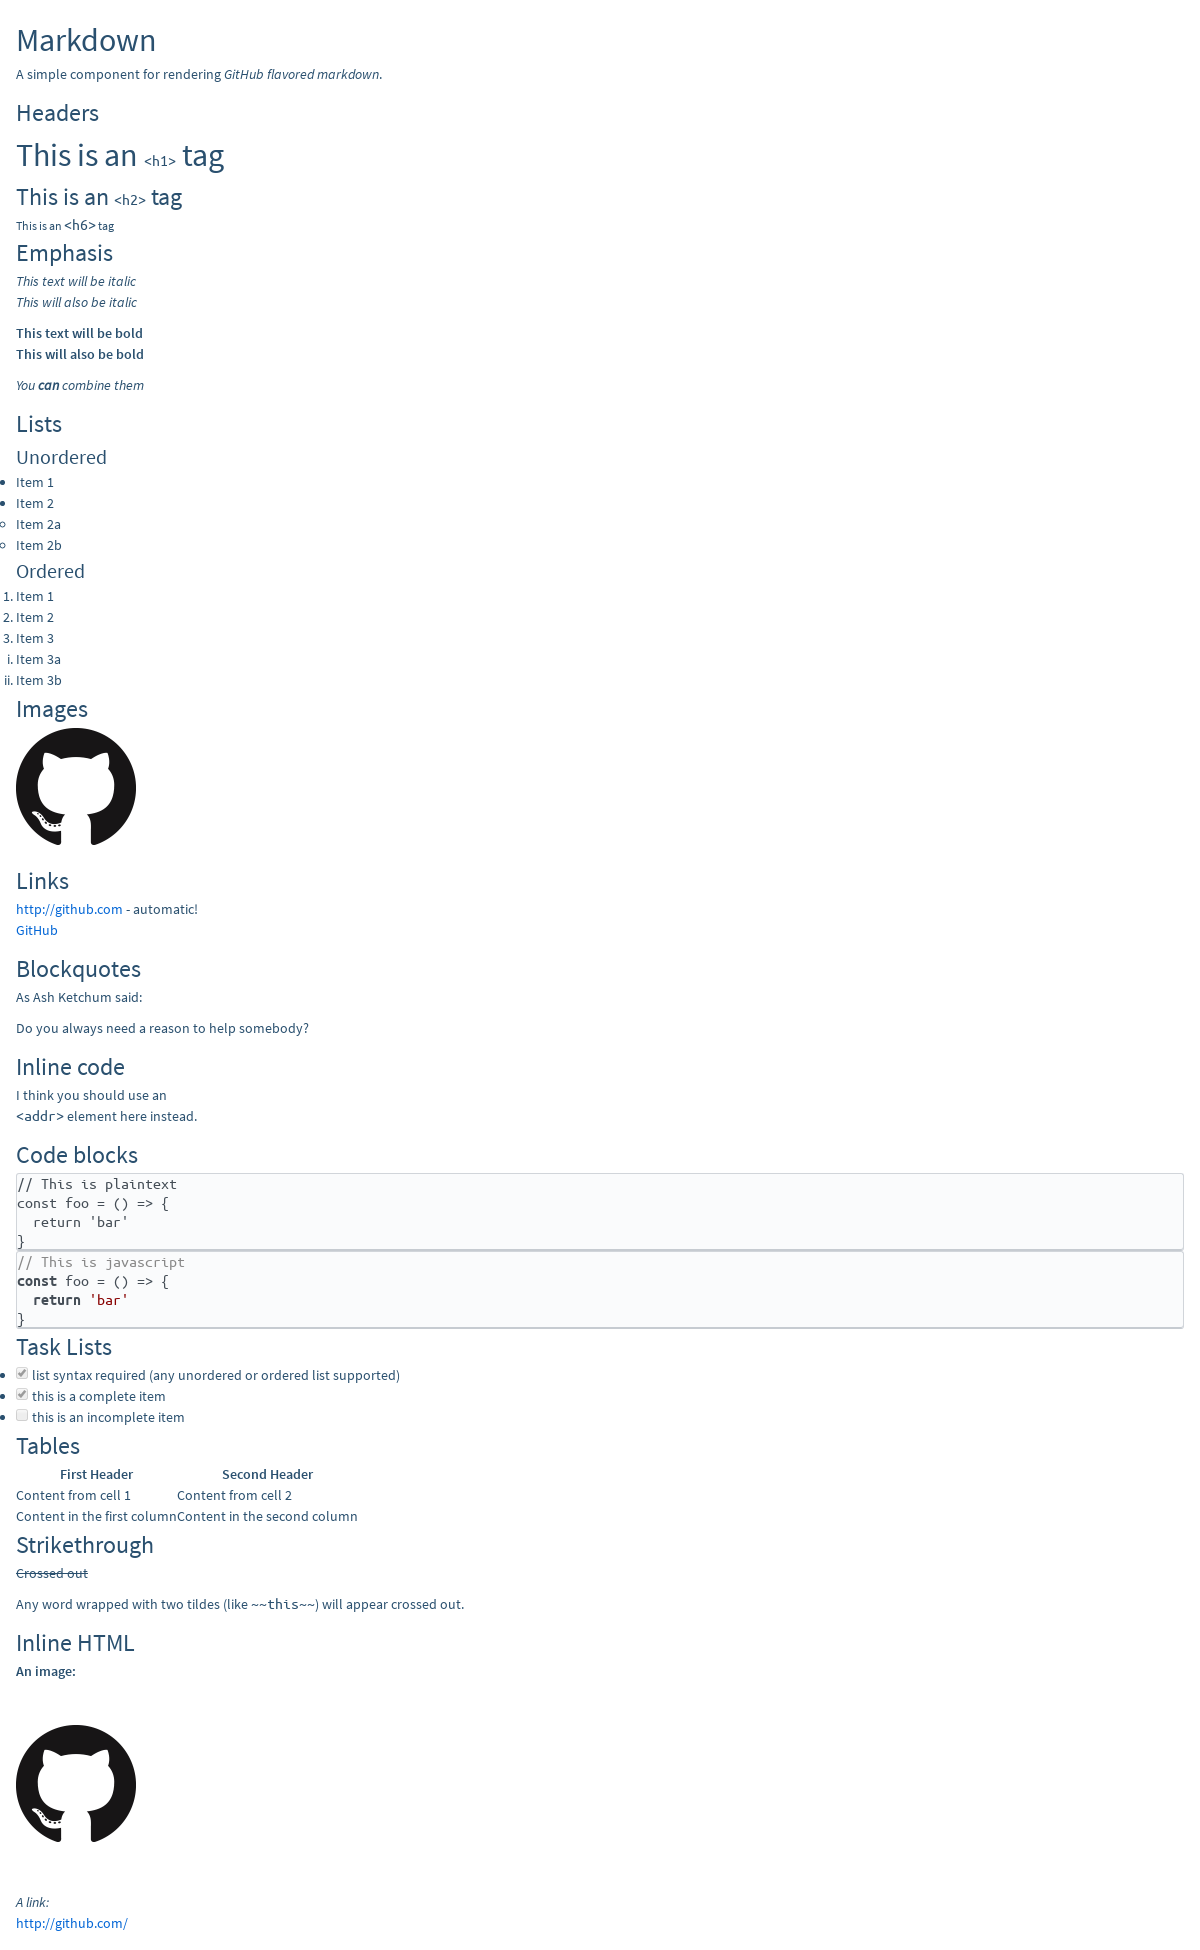 Markdown
A simple component for rendering GitHub flavored markdown.
Headers
This is an <h1> tag
This is an <h2> tag
This is an <h6> tag
Emphasis
This text will be italic
This will also be italic
This text will be bold
This will also be bold
You can combine them
Lists
Unordered
Item 1
Item 2
Item 2a
Item 2b
Ordered
1. Item 1
2. Item 2
3. Item 3
i. Item 3a
ii. Item 3b
Images
Links
http://github.com - automatic!
GitHub
Blockquotes
As Ash Ketchum said:
Do you always need a reason to help somebody?
Inline code
I think you should use an
<addr> element here instead.
Code blocks
// This is plaintext
const foo = () => {
  return 'bar'
}
// This is javascript
const foo = () => {
  return 'bar'
}
Task Lists
list syntax required (any unordered or ordered list supported)
this is a complete item
this is an incomplete item
Tables
First Header Second Header
Content from cell 1 Content from cell 2
Content in the first column Content in the second column
Strikethrough
Crossed out
Any word wrapped with two tildes (like ~~this~~) will appear crossed out.
Inline HTML
An image:
A link:
http://github.com/